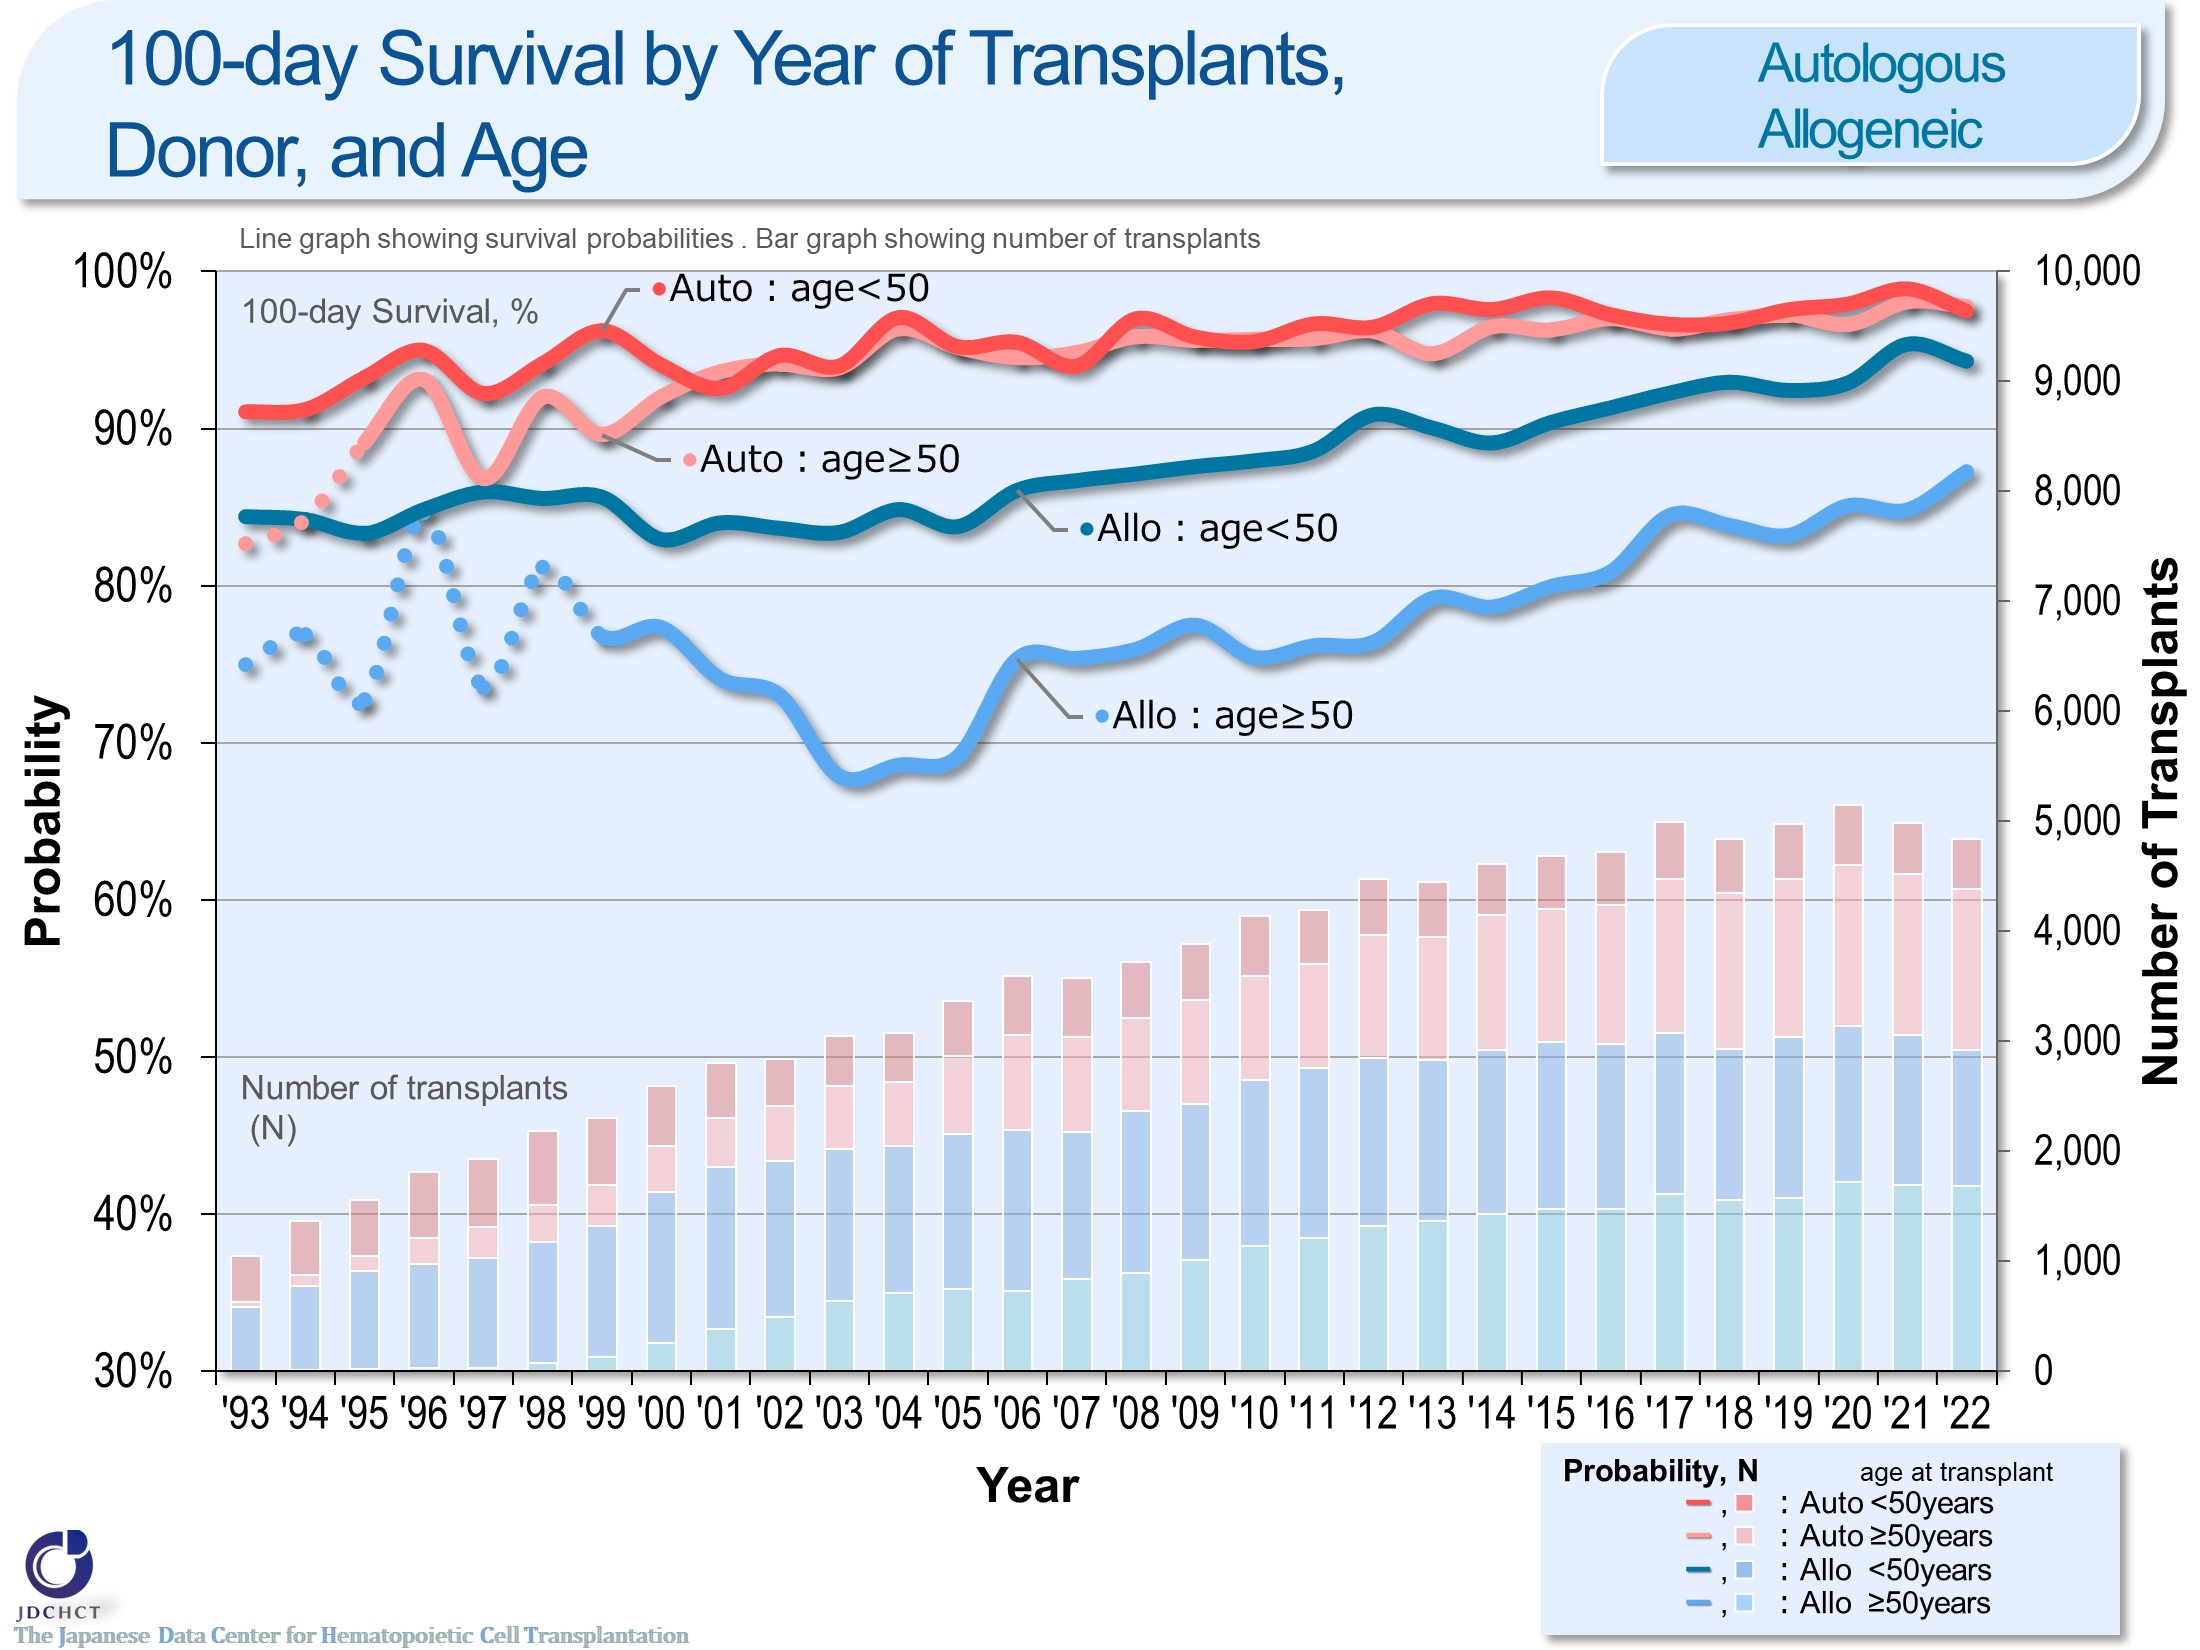 100-day Survival by Year of Transplants,
Donor, and Age
Autologous
Allogeneic
Line graph showing survival probabilities . Bar graph showing number of transplants
100%
90%
80%
70%
60%
50%
40%
30%
Probability
100-day Survival, %
Auto : age<50
Auto : age≥50
Allo : age<50
Allo : age≥50
Number of transplants
(N)
10,000
9,000
8,000
7,000
6,000
5,000
4,000
3,000
2,000
1,000
0
Number of Transplants
'93 '94 '95 '96 '97 '98 '99 '00 '01 '02 '03 '04 '05 '06 '07 '08 '09 '10 '11 '12 '13 '14 '15 '16 '17 '18 '19 '20 '21 '22
Year
Probability, N age at transplant
, : Auto <50years
, : Auto ≥50years
, : Allo <50years
, : Allo ≥50years
JDCHCT
The Japanese Data Center for Hematopoietic Cell Transplantation